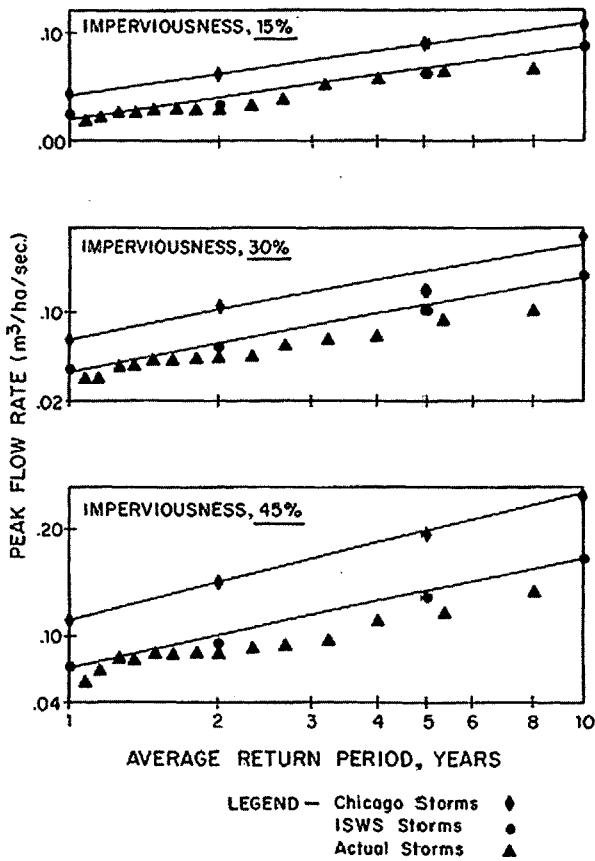 IMPERVIOUSNESS, 15%
.10
.00
IMPERVIOUSNESS, 30%
.10
.02
IMPERVIOUSNESS, 45%
.20
.10
.04
PEAK FLOW RATE (m³/ha/sec.)
1 2 3 4 5 6 8 10
AVERAGE RETURN PERIOD, YEARS
LEGEND — Chicago Storms
ISWS Storms
Actual Storms